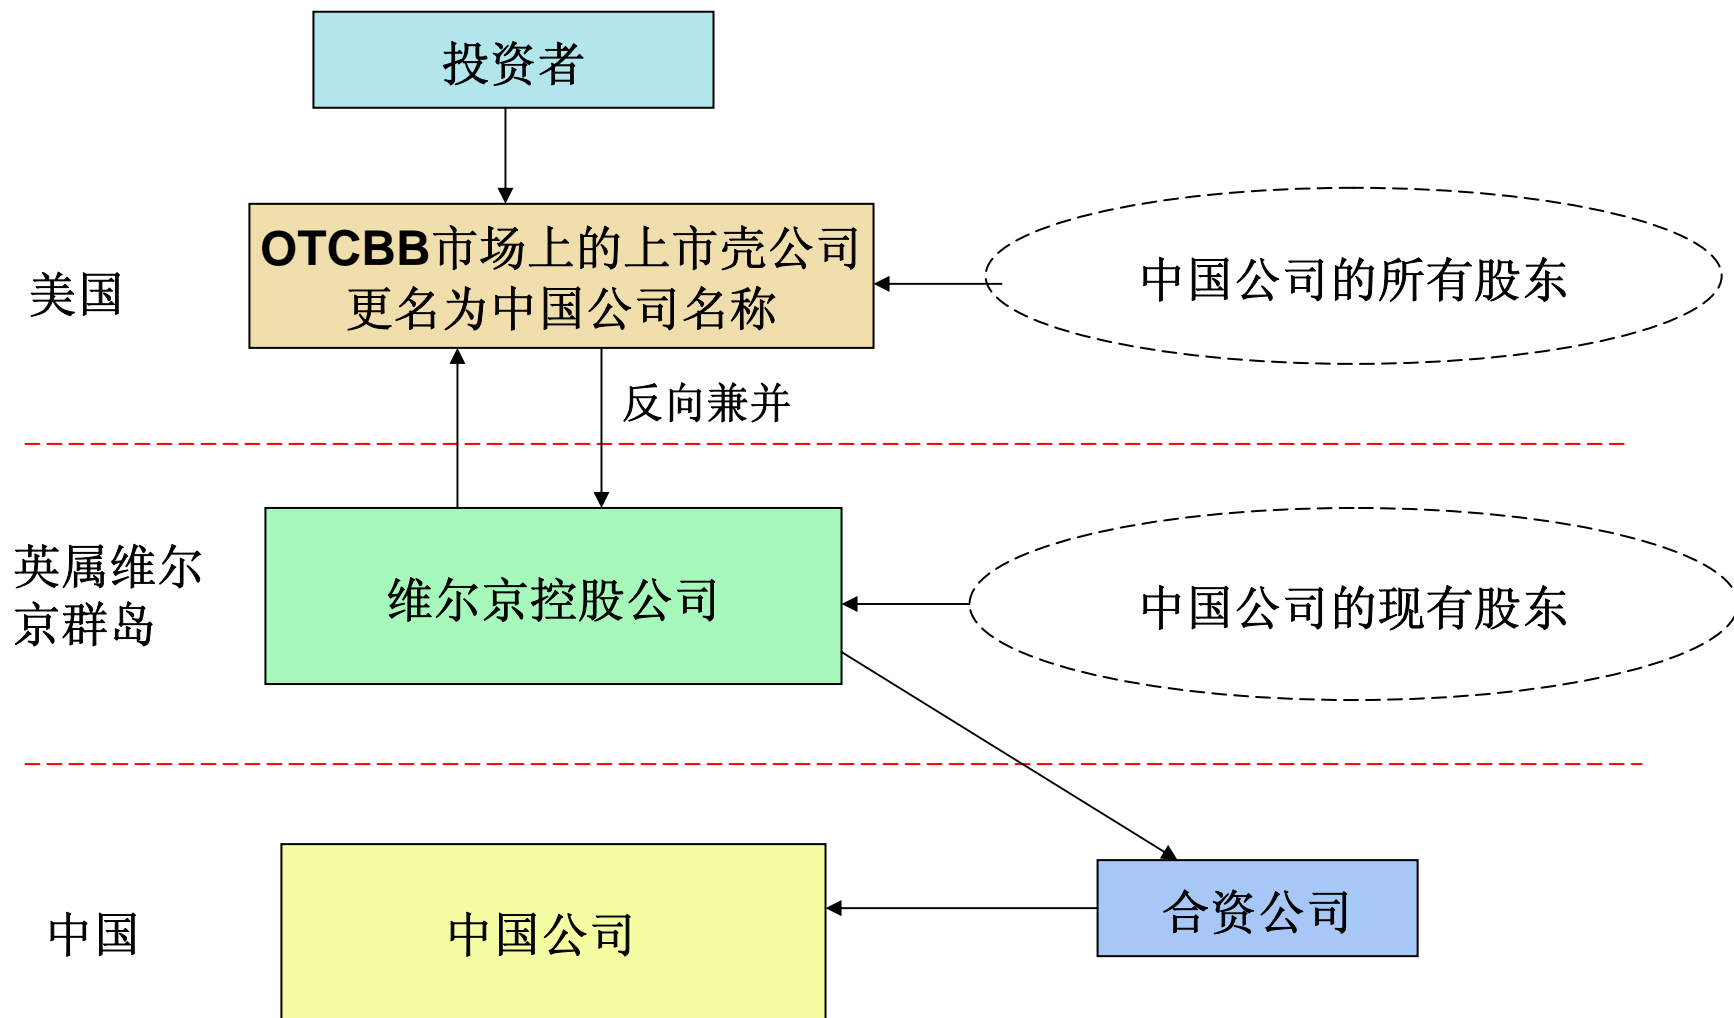 投资者
OTCBB市场上的上市壳公司
更名为中国公司名称
中国公司的所有股东
美国
反向兼并
英属维尔
京群岛
维尔京控股公司
中国公司的现有股东
中国
中国公司
合资公司